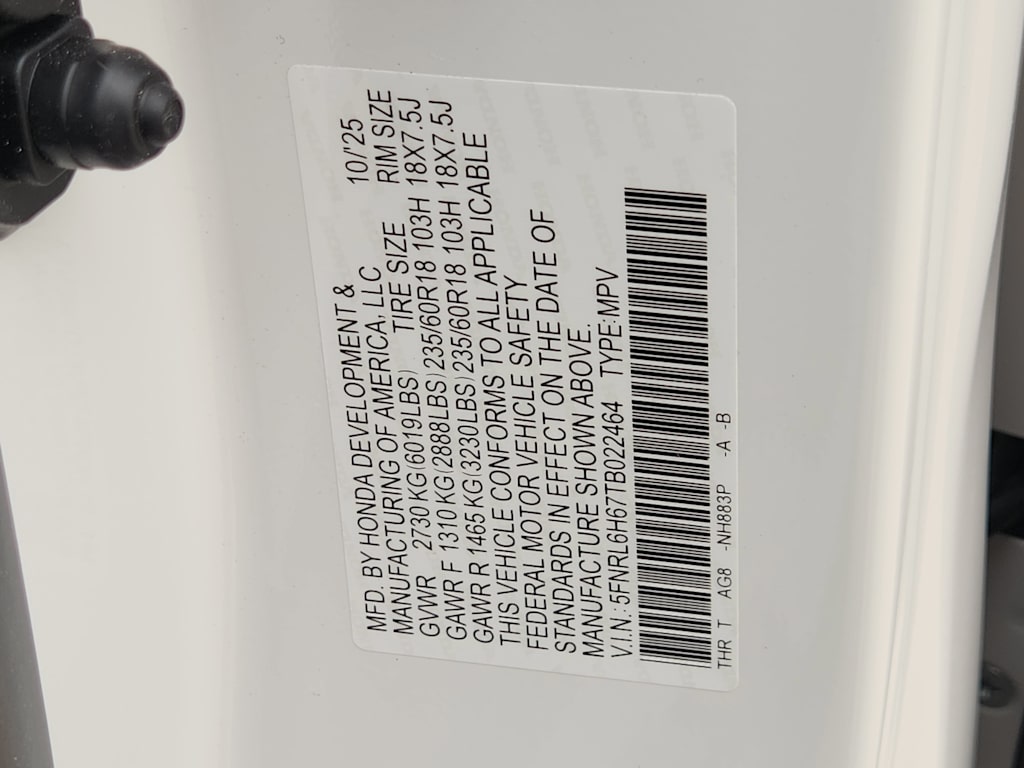 MFD. BY HONDA DEVELOPMENT & 10/'25
MANUFACTURING OF AMERICA, LLC
GVWR 2730 KG(6019LBS) TIRE SIZE RIM SIZE
GAWR F 1310 KG(2888LBS) 235/60R18 103H 18X7.5J
GAWR R 1465 KG(3230LBS) 235/60R18 103H 18X7.5J
THIS VEHICLE CONFORMS TO ALL APPLICABLE
FEDERAL MOTOR VEHICLE SAFETY
STANDARDS IN EFFECT ON THE DATE OF
MANUFACTURE SHOWN ABOVE.
V.I.N.: 5FNRL6H67TB022464 TYPE:MPV
THR T AG8 -NH883P -A -B